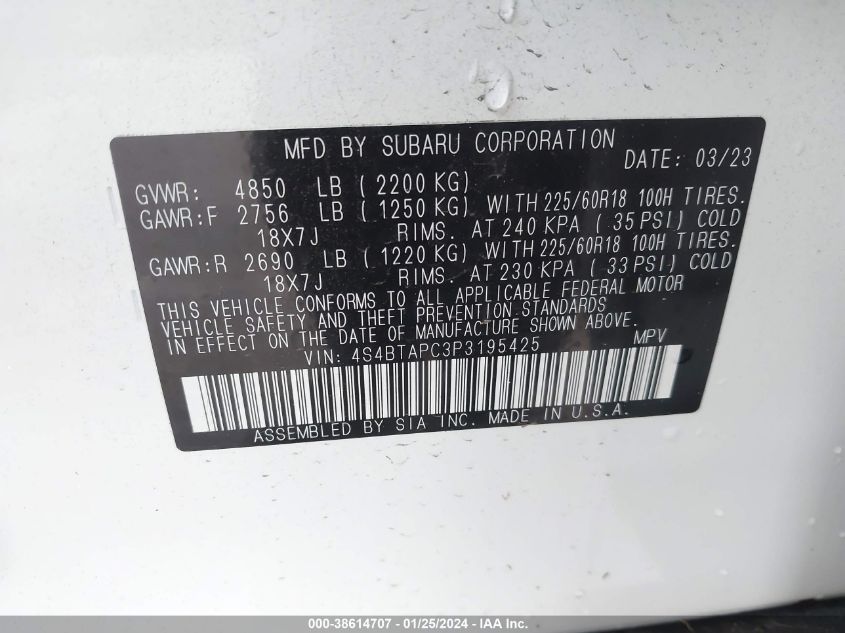 MFD BY SUBARU CORPORATION DATE: 03/23
GVWR: 4850 LB ( 2200 KG)
GAWR:F 2756 LB ( 1250 KG) WITH 225/60R18 100H TIRES.
18X7J RIMS. AT 240 KPA ( 35 PSI) COLD
GAWR:R 2690 LB ( 1220 KG) WITH 225/60R18 100H TIRES.
18X7J RIMS. AT 230 KPA ( 33 PSI) COLD
THIS VEHICLE CONFORMS TO ALL APPLICABLE FEDERAL MOTOR
VEHICLE SAFETY AND THEFT PREVENTION STANDARDS
IN EFFECT ON THE DATE OF MANUFACTURE SHOWN ABOVE.
VIN: 4S4BTAPC3P3195425 MPV
ASSEMBLED BY SIA INC. MADE IN U.S.A.
000-38614707 - 01/25/2024 - IAA Inc.